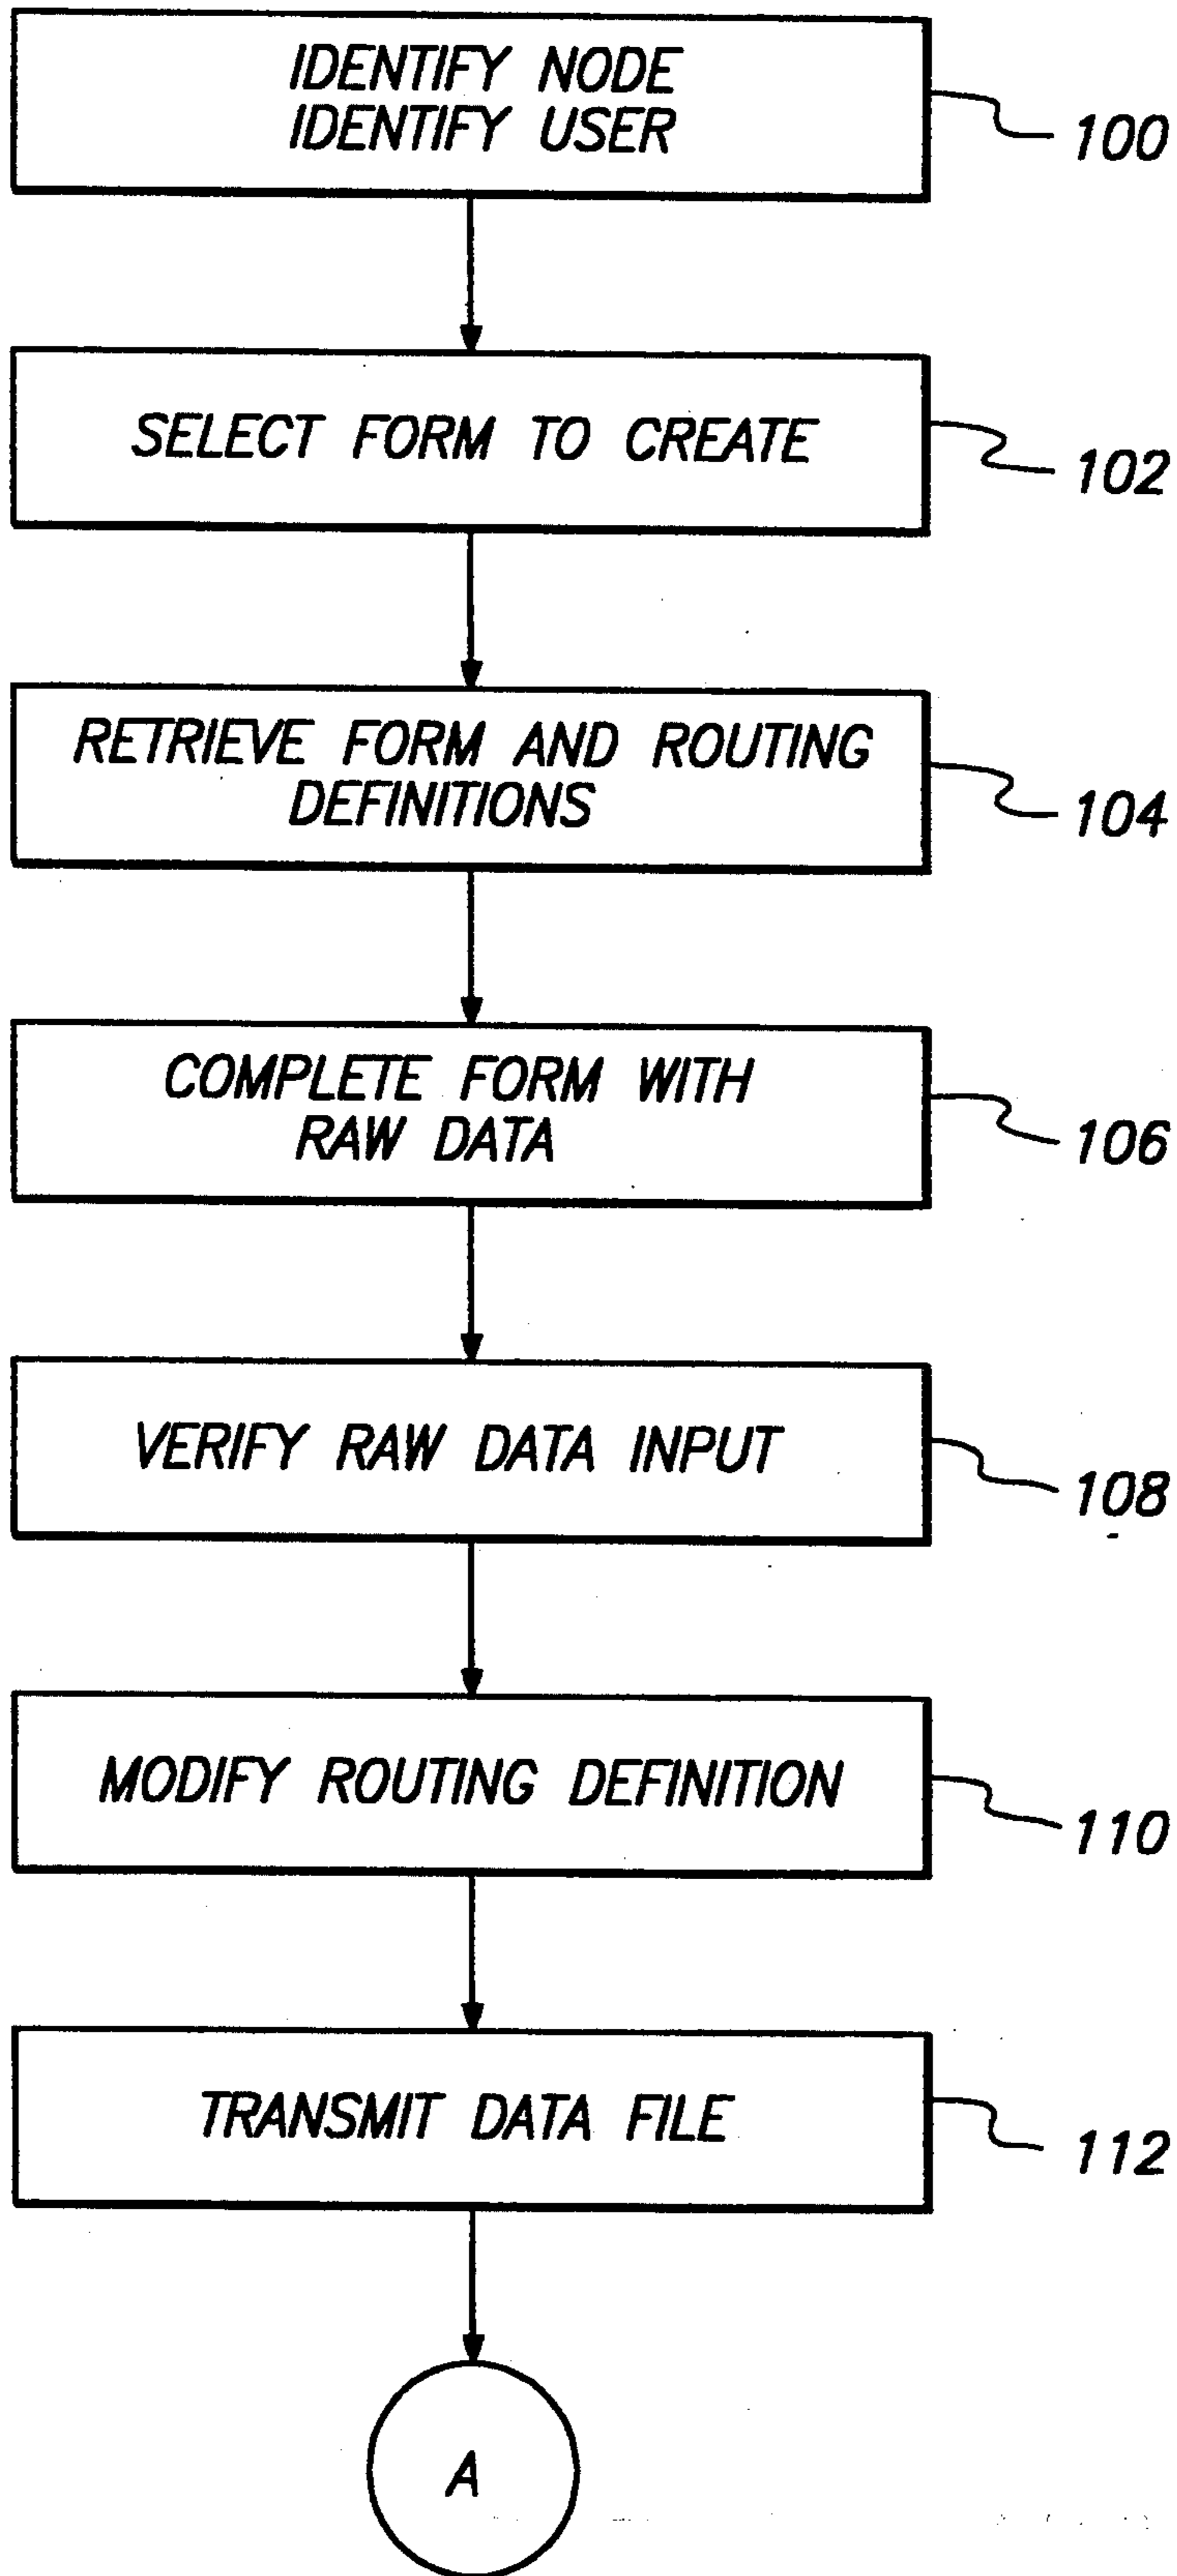 IDENTIFY NODE
IDENTIFY USER
100
SELECT FORM TO CREATE
102
RETRIEVE FORM AND ROUTING
DEFINITIONS
104
COMPLETE FORM WITH
RAW DATA
106
VERIFY RAW DATA INPUT
108
MODIFY ROUTING DEFINITION
110
TRANSMIT DATA FILE
112
A